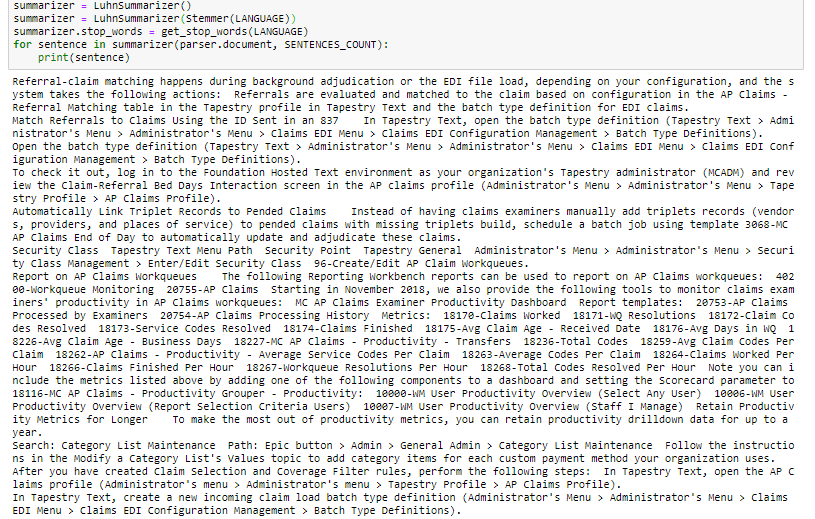 summarizer = LuhnSummarizer()
summarizer = LuhnSummarizer(Stemmer(LANGUAGE))
summarizer.stop_words = get_stop_words(LANGUAGE)
for sentence in summarizer(parser.document, SENTENCES_COUNT):
    print(sentence)
Referral-claim matching happens during background adjudication or the EDI file load, depending on your configuration, and the s
ystem takes the following actions:  Referrals are evaluated and matched to the claim based on configuration in the AP Claims -
Referral Matching table in the Tapestry profile in Tapestry Text and the batch type definition for EDI claims.
Match Referrals to Claims Using the ID Sent in an 837    In Tapestry Text, open the batch type definition (Tapestry Text > Admi
nistrator's Menu > Administrator's Menu > Claims EDI Menu > Claims EDI Configuration Management > Batch Type Definitions).
Open the batch type definition (Tapestry Text > Administrator's Menu > Administrator's Menu > Claims EDI Menu > Claims EDI Conf
iguration Management > Batch Type Definitions).
To check it out, log in to the Foundation Hosted Text environment as your organization's Tapestry administrator (MCADM) and rev
iew the Claim-Referral Bed Days Interaction screen in the AP claims profile (Administrator's Menu > Administrator's Menu > Tape
stry Profile > AP Claims Profile).
Automatically Link Triplet Records to Pended Claims    Instead of having claims examiners manually add triplets records (vendor
s, providers, and places of service) to pended claims with missing triplets build, schedule a batch job using template 3068-MC
AP Claims End of Day to automatically update and adjudicate these claims.
Security Class  Tapestry Text Menu Path  Security Point  Tapestry General  Administrator's Menu > Administrator's Menu > Securi
ty Class Management > Enter/Edit Security Class  96-Create/Edit AP Claim Workqueues.
Report on AP Claims Workqueues    The following Reporting Workbench reports can be used to report on AP Claims workqueues:  402
00-Workqueue Monitoring  20755-AP Claims  Starting in November 2018, we also provide the following tools to monitor claims exam
iners' productivity in AP Claims workqueues:  MC AP Claims Examiner Productivity Dashboard  Report templates:  20753-AP Claims
Processed by Examiners  20754-AP Claims Processing History  Metrics:  18170-Claims Worked  18171-WQ Resolutions  18172-Claim Co
des Resolved  18173-Service Codes Resolved  18174-Claims Finished  18175-Avg Claim Age - Received Date  18176-Avg Days in WQ  1
8226-Avg Claim Age - Business Days  18227-MC AP Claims - Productivity - Transfers  18236-Total Codes  18259-Avg Claim Codes Per
Claim  18262-AP Claims - Productivity - Average Service Codes Per Claim  18263-Average Codes Per Claim  18264-Claims Worked Per
Hour  18266-Claims Finished Per Hour  18267-Workqueue Resolutions Per Hour  18268-Total Codes Resolved Per Hour  Note you can i
nclude the metrics listed above by adding one of the following components to a dashboard and setting the Scorecard parameter to
18116-MC AP Claims - Productivity Grouper - Productivity:  10000-WM User Productivity Overview (Select Any User)  10006-WM User
Productivity Overview (Report Selection Criteria Users)  10007-WM User Productivity Overview (Staff I Manage)  Retain Productiv
ity Metrics for Longer    To make the most out of productivity metrics, you can retain productivity drilldown data for up to a
year.
Search: Category List Maintenance  Path: Epic button > Admin > General Admin > Category List Maintenance  Follow the instructio
ns in the Modify a Category List's Values topic to add category items for each custom payment method your organization uses.
After you have created Claim Selection and Coverage Filter rules, perform the following steps:  In Tapestry Text, open the AP C
laims profile (Administrator's menu > Administrator's menu > Tapestry Profile > AP Claims Profile).
In Tapestry Text, create a new incoming claim load batch type definition (Administrator's Menu > Administrator's Menu > Claims
EDI Menu > Claims EDI Configuration Management > Batch Type Definitions).